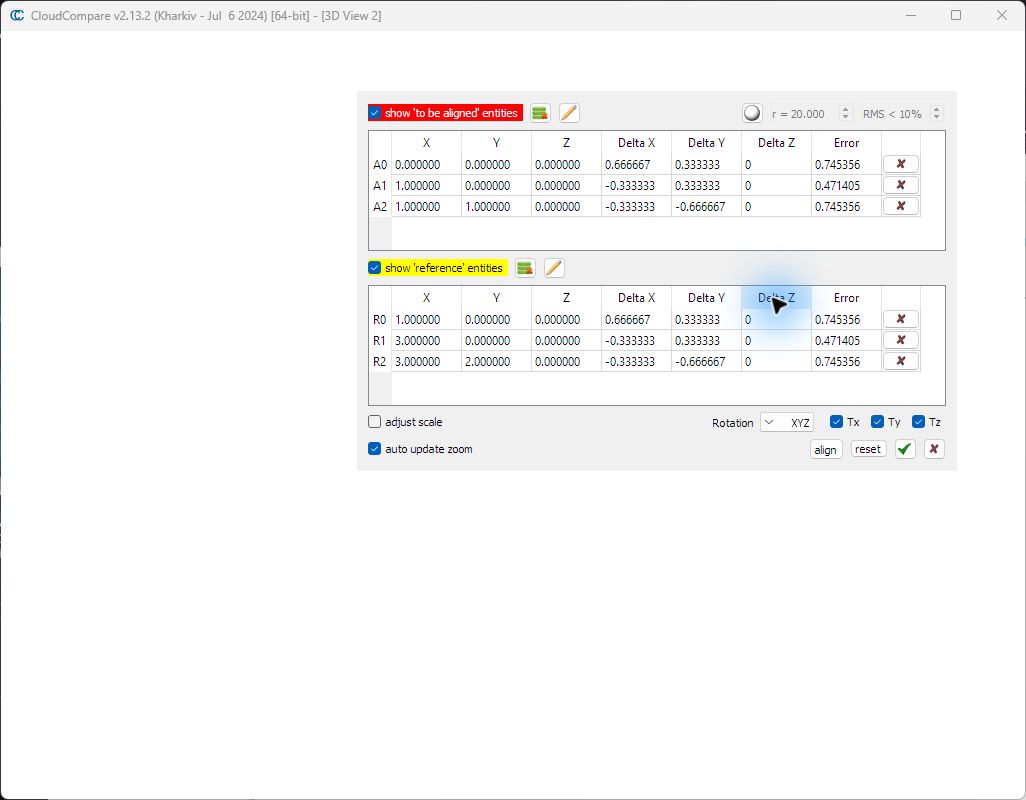 CloudCompare v2.13.2 (Kharkiv - Jul  6 2024) [64-bit] - [3D View 2]
show 'to be aligned' entities r = 20.000 RMS < 10%
X Y Z Delta X Delta Y Delta Z Error
A0 0.000000 0.000000 0.000000 0.666667 0.333333 0 0.745356
A1 1.000000 0.000000 0.000000 -0.333333 0.333333 0 0.471405
A2 1.000000 1.000000 0.000000 -0.333333 -0.666667 0 0.745356
show 'reference' entities
X Y Z Delta X Delta Y Delta Z Error
R0 1.000000 0.000000 0.000000 0.666667 0.333333 0 0.745356
R1 3.000000 0.000000 0.000000 -0.333333 0.333333 0 0.471405
R2 3.000000 2.000000 0.000000 -0.333333 -0.666667 0 0.745356
adjust scale Rotation XYZ Tx Ty Tz
auto update zoom align reset